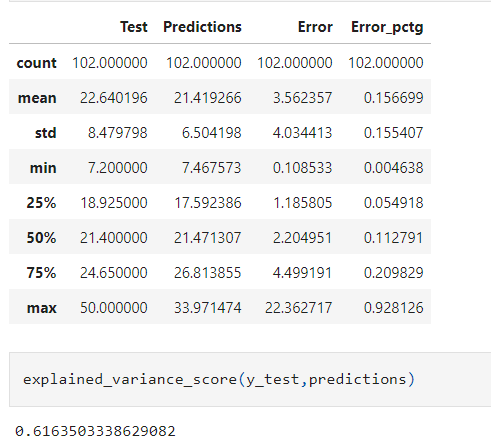 Test Predictions Error Error_pctg
count 102.000000 102.000000 102.000000 102.000000
mean 22.640196 21.419266 3.562357 0.156699
std 8.479798 6.504198 4.034413 0.155407
min 7.200000 7.467573 0.108533 0.004638
25% 18.925000 17.592386 1.185805 0.054918
50% 21.400000 21.471307 2.204951 0.112791
75% 24.650000 26.813855 4.499191 0.209829
max 50.000000 33.971474 22.362717 0.928126
explained_variance_score(y_test,predictions)
0.6163503338629082